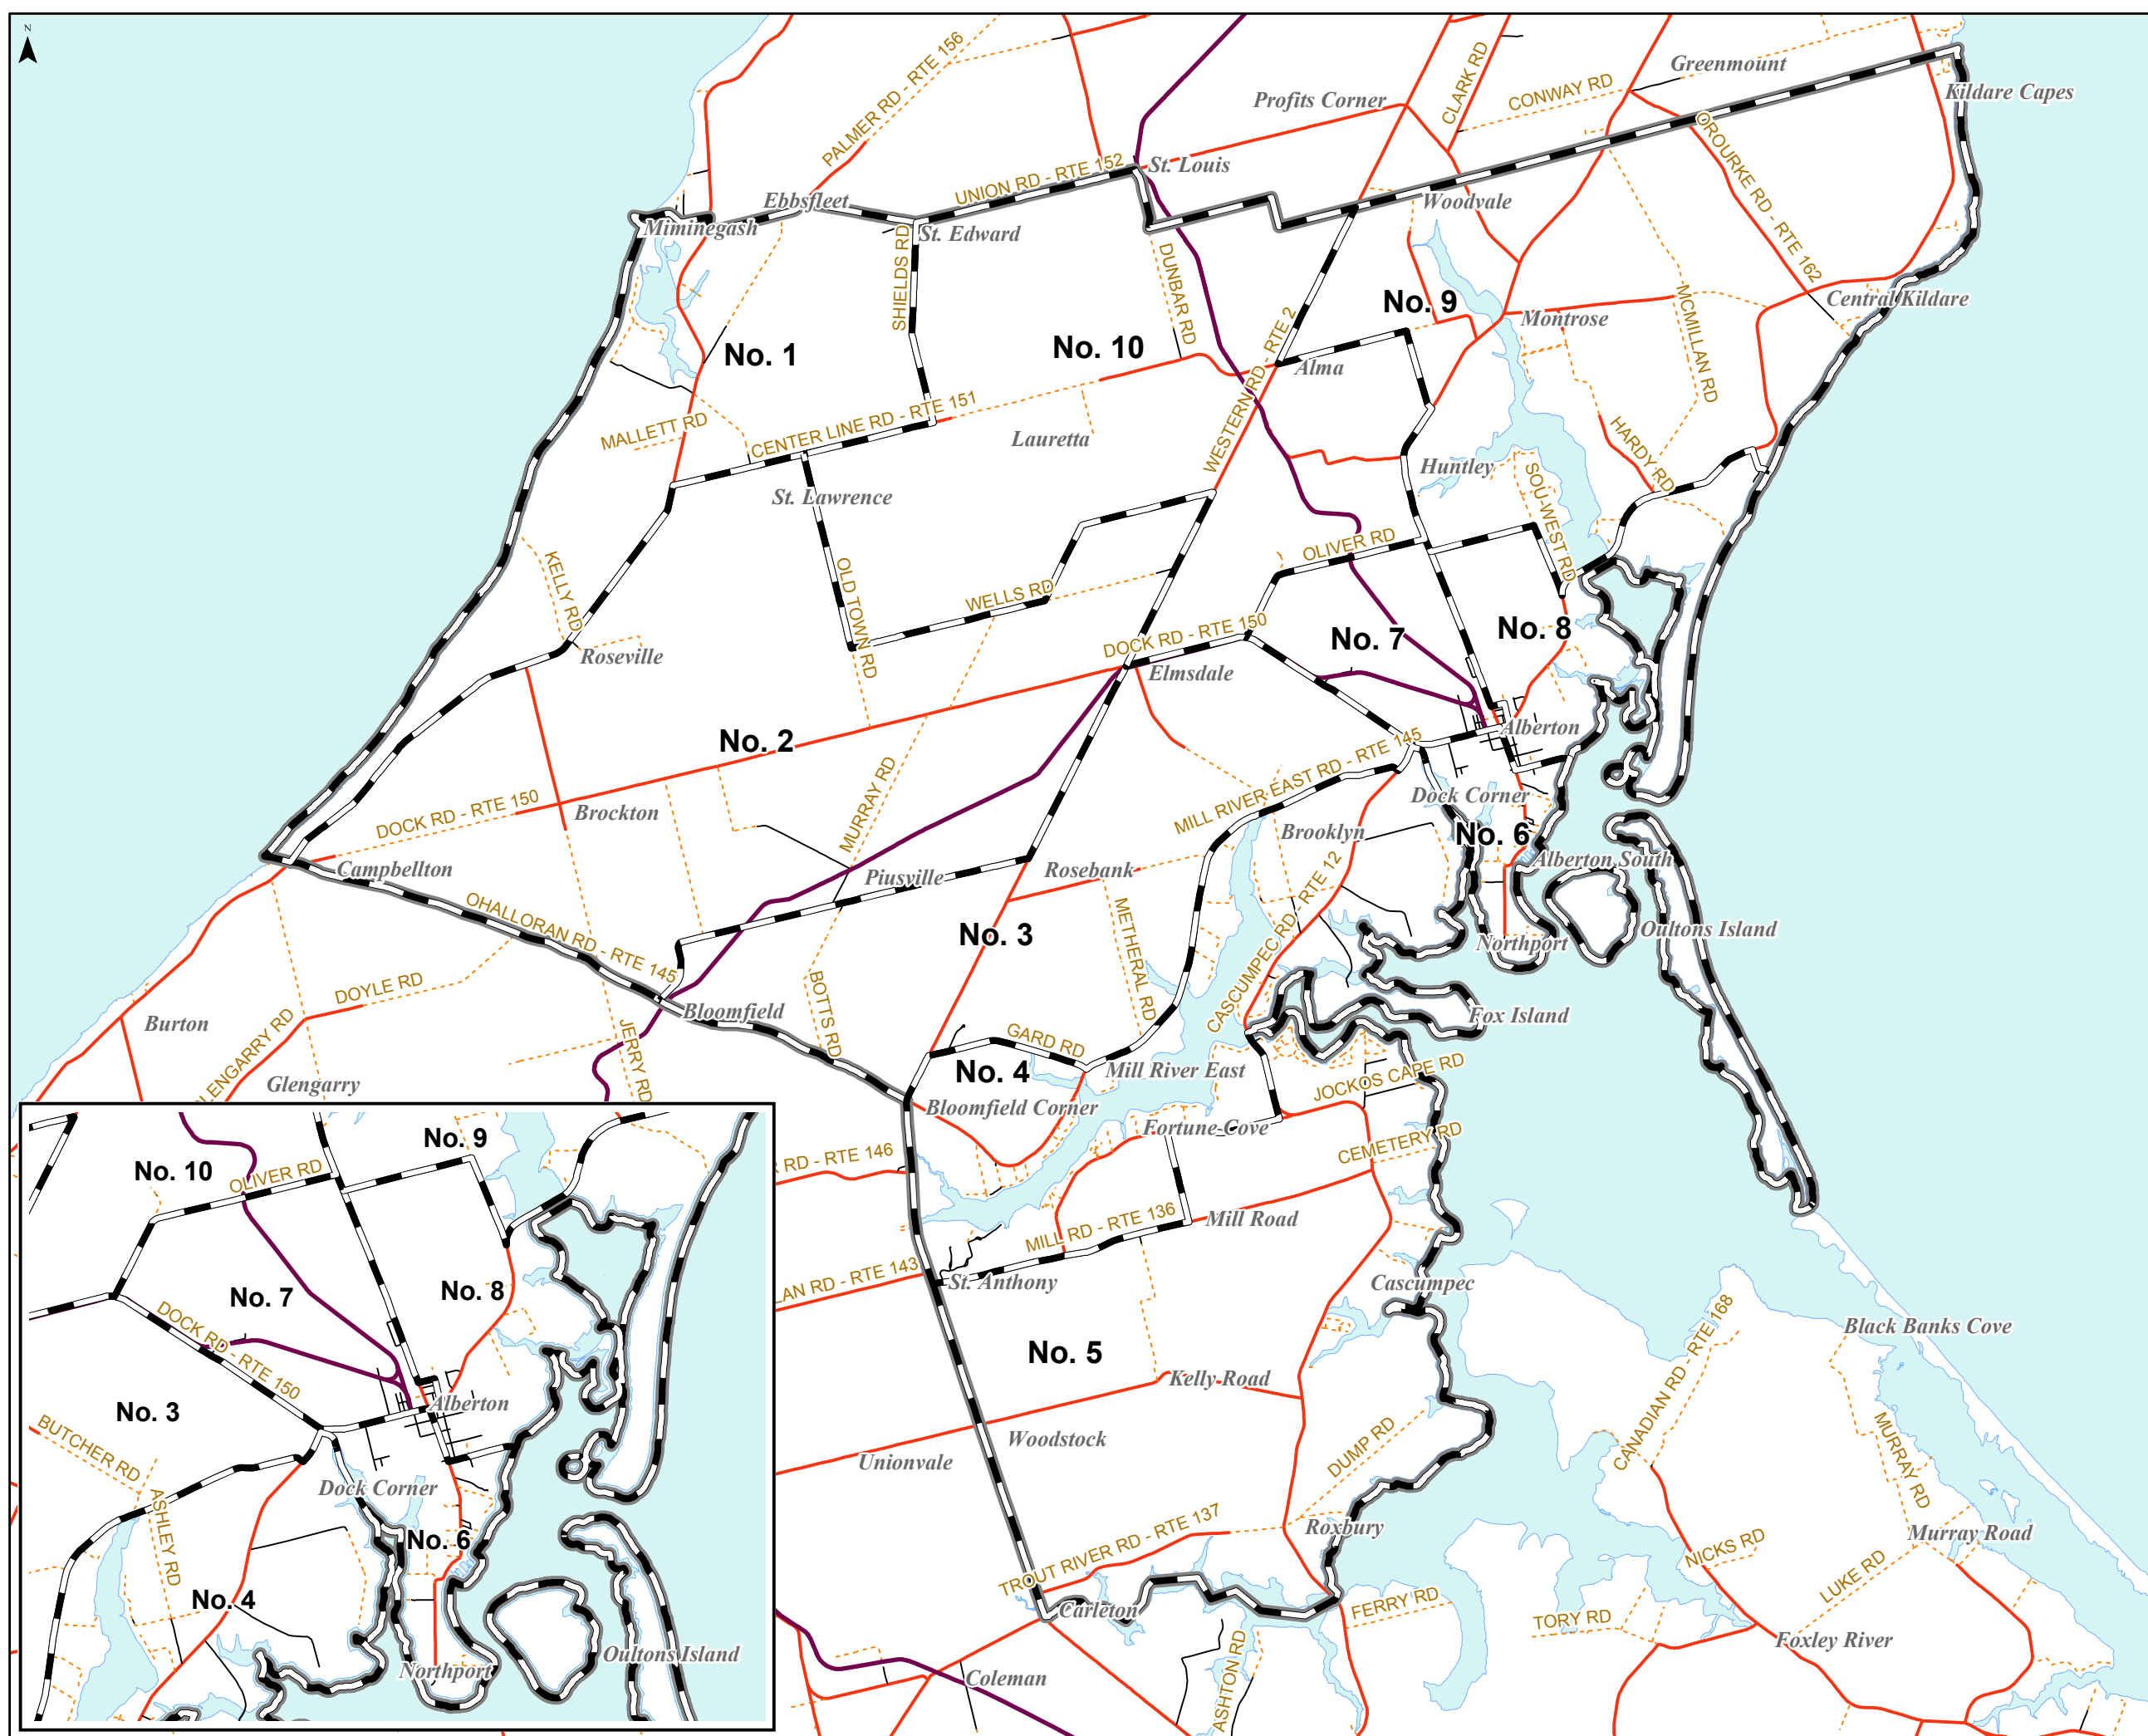 N
PALMER RD - RTE 156
CLARK RD
Greenmount
CONWAY RD
Kildare Capes
Profits Corner
OROURKE RD - RTE 162
UNION RD - RTE 152
St. Louis
Ebbsfleet
Woodvale
Miminegash
St. Edward
SHIELDS RD
DUNBAR RD
No. 9
MCMILLAN RD
Central Kildare
Montrose
No. 1
No. 10
WESTERN RD - RTE 2
Alma
MALLETT RD
CENTER LINE RD - RTE 151
Lauretta
HARDY RD
Huntley
SOU-WEST RD
St. Lawrence
OLIVER RD
KELLY RD
OLD TOWN RD
WELLS RD
DOCK RD - RTE 150
No. 7
No. 8
Roseville
Elmsdale
No. 2
Alberton
MILL RIVER EAST RD - RTE 145
DOCK RD - RTE 150
Brockton
MURRAY RD
Dock Corner
Brooklyn
No. 6
Alberton South
Campbellton
Piusville
Rosebank
CASCUMPEC RD - RTE 12
OHALLORAN RD - RTE 145
METHERAL RD
No. 3
Northport
Oultons Island
DOYLE RD
BOTTS RD
Burton
Bloomfield
Fox Island
GLENGARRY RD
JERRY RD
GARD RD
No. 4
Mill River East
JOCKOS CAPE RD
Glengarry
Bloomfield Corner
Fortune Cove
CEMETERY RD
RD - RTE 146
MILL RD - RTE 136
Mill Road
LAN RD - RTE 143
St. Anthony
Cascumpec
CANADIAN RD - RTE 168
Black Banks Cove
No. 5
Kelly Road
Woodstock
Unionvale
DUMP RD
MURRAY RD
TROUT RIVER RD - RTE 137
Roxbury
NICKS RD
Murray Road
LUKE RD
Carleton
FERRY RD
TORY RD
Foxley River
ASHTON RD
Coleman
No. 9
No. 10
OLIVER RD
No. 7
No. 8
DOCK RD - RTE 150
No. 3
Alberton
BUTCHER RD
Dock Corner
ASHLEY RD
No. 6
No. 4
Northport
Oultons Island